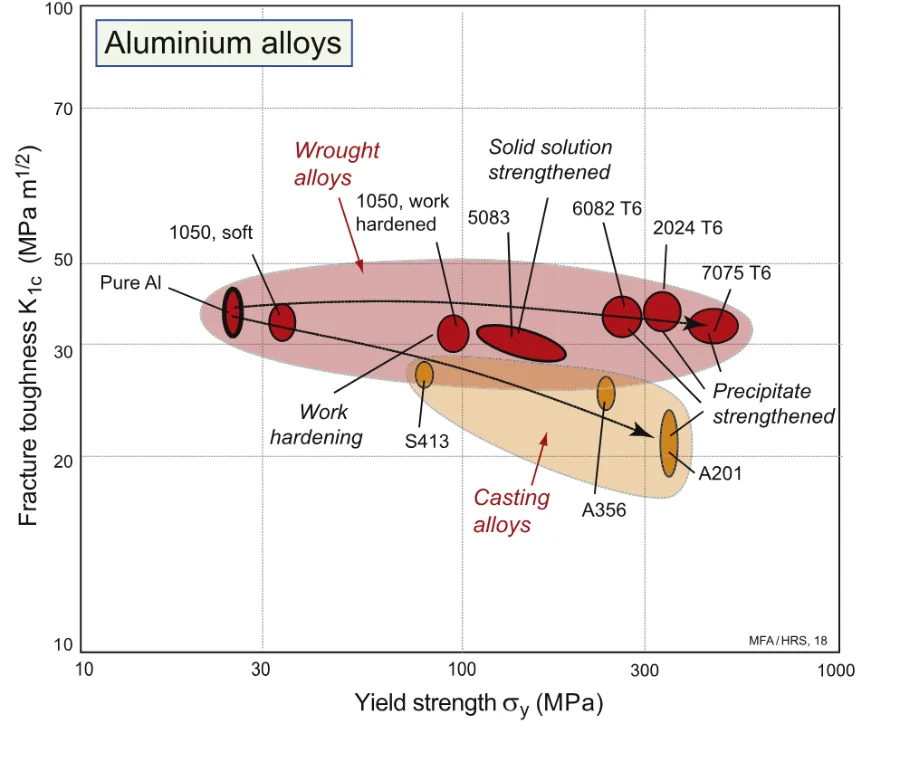 100
Aluminium alloys
70
Wrought
alloys
Solid solution
strengthened
1050, work
hardened
5083
6082 T6
2024 T6
1050, soft
50
7075 T6
Pure Al
30
Work
hardening
S413
Precipitate
strengthened
20
A201
Casting
alloys
A356
10
MFA / HRS, 18
10
30
100
300
1000
Yield strength σy (MPa)
Fracture toughness K1c (MPa m1/2)